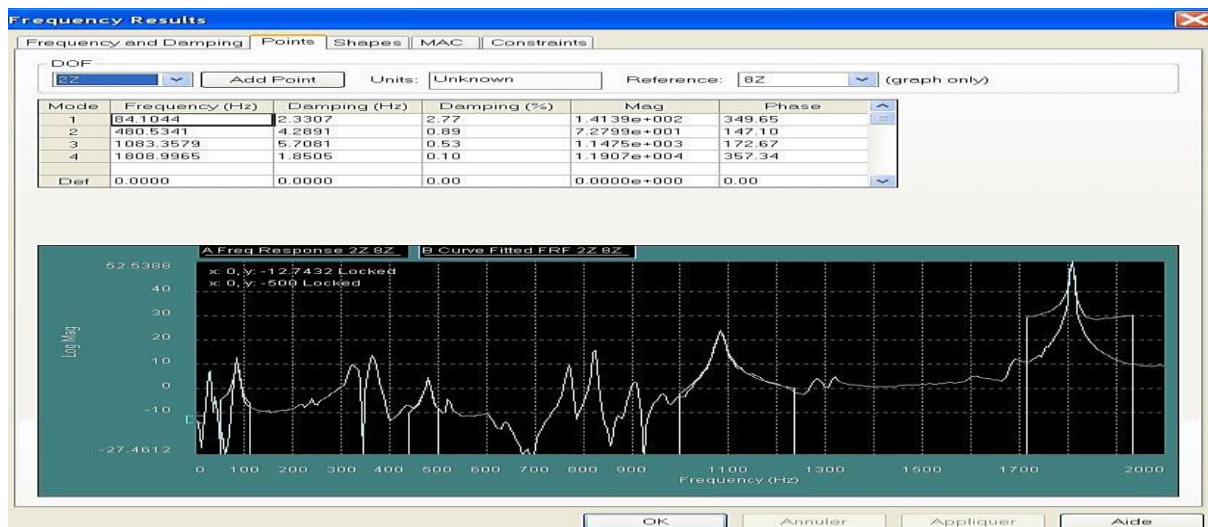 Frequency Results
Frequency and Damping Points Shapes MAC Constraints
DOF
2Z Add Point Units: Unknown Reference: 8Z (graph only)
Mode Frequency (Hz) Damping (Hz) Damping (%) Mag Phase
1 84.1044 2.3307 2.77 1.4139e+002 349.65
2 480.5341 4.2891 0.89 7.2799e+001 147.10
3 1083.3579 5.7081 0.53 1.1475e+003 172.67
4 1808.9965 1.8505 0.10 1.1907e+004 357.34
Def 0.0000 0.0000 0.00 0.0000e+000 0.00
A Freq Response 2Z 8Z B Curve Fitted FRF 2Z 8Z
x: 0, y: -12.7432 Locked
x: 0, y: -500 Locked
52.5388
40
30
20
10
0
-10
-27.4612
Log Mag
0 100 200 300 400 500 600 700 800 900 1100 1300 1500 1700 2000
Frequency (Hz)
OK Annuler Appliquer Aide